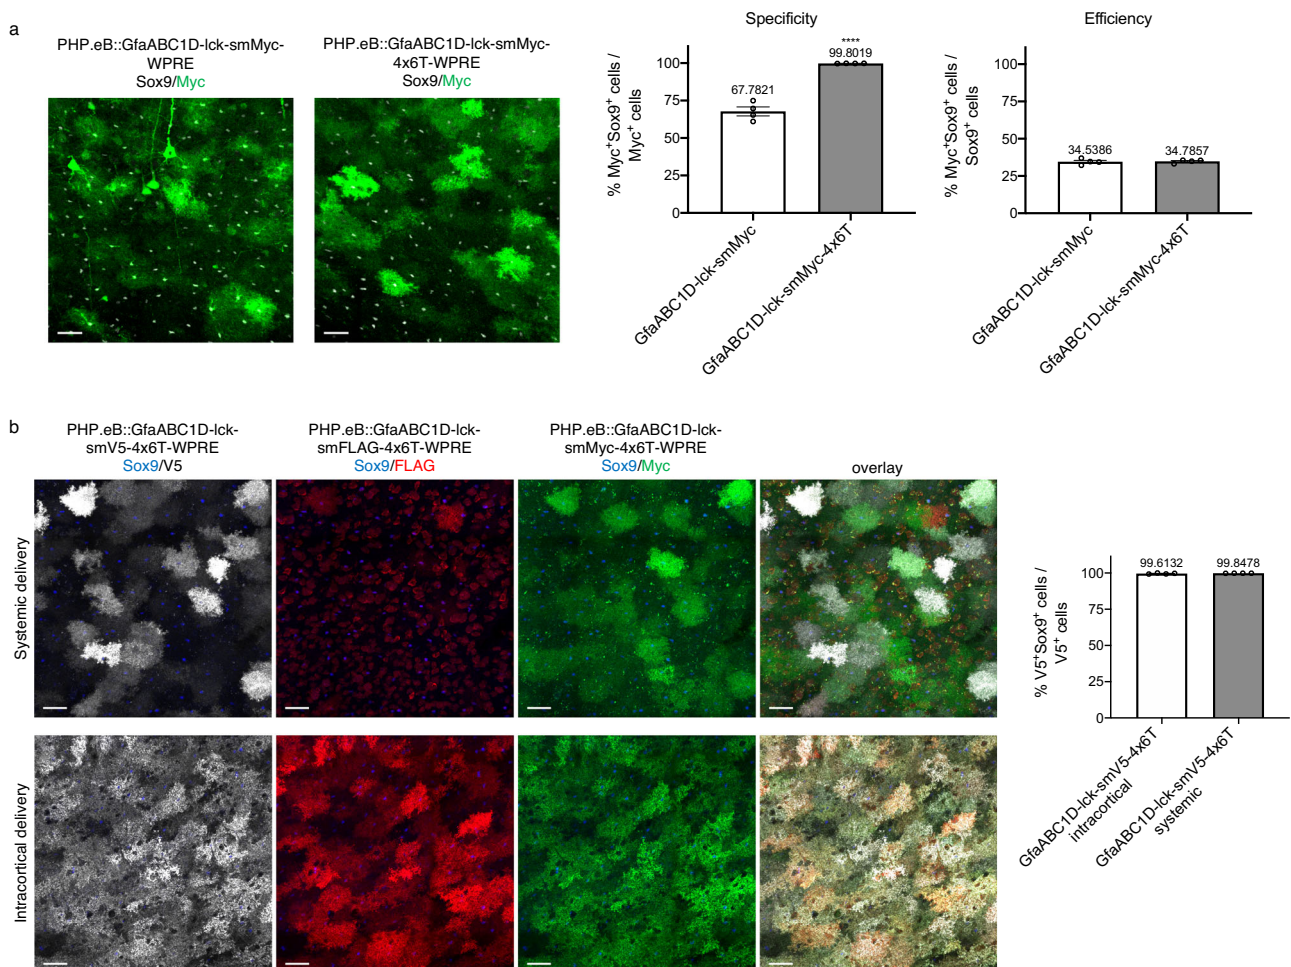 a
PHP.eB::GfaABC1D-lck-smMyc-
WPRE
Sox9/Myc
PHP.eB::GfaABC1D-lck-smMyc-
4x6T-WPRE
Sox9/Myc
Specificity
% Myc⁺Sox9⁺ cells /
Myc⁺ cells
100
75
50
25
0
67.7821
****
99.8019
GfaABC1D-lck-smMyc
GfaABC1D-lck-smMyc-4x6T
Efficiency
% Myc⁺Sox9⁺ cells /
Sox9⁺ cells
100
75
50
25
0
34.5386
34.7857
GfaABC1D-lck-smMyc
GfaABC1D-lck-smMyc-4x6T
b
PHP.eB::GfaABC1D-lck-
smV5-4x6T-WPRE
Sox9/V5
PHP.eB::GfaABC1D-lck-
smFLAG-4x6T-WPRE
Sox9/FLAG
PHP.eB::GfaABC1D-lck-
smMyc-4x6T-WPRE
Sox9/Myc
overlay
Systemic delivery
Intracortical delivery
% V5⁺Sox9⁺ cells /
V5⁺ cells
100
75
50
25
0
99.6132
99.8478
GfaABC1D-lck-smV5-4x6T
intracortical
GfaABC1D-lck-smV5-4x6T
systemic